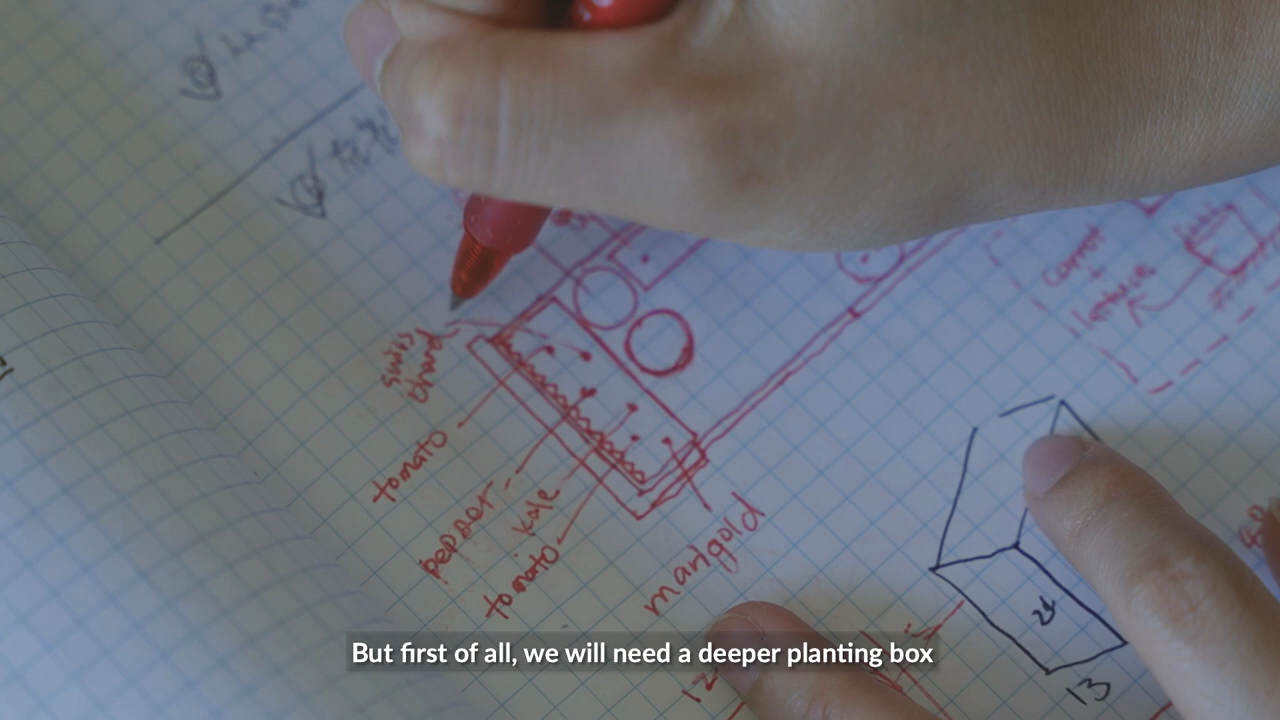 swiss
chard
tomato
pepper
kale
tomato
marigold
carrot
+
lettuce
24
13
12
But first of all, we will need a deeper planting box